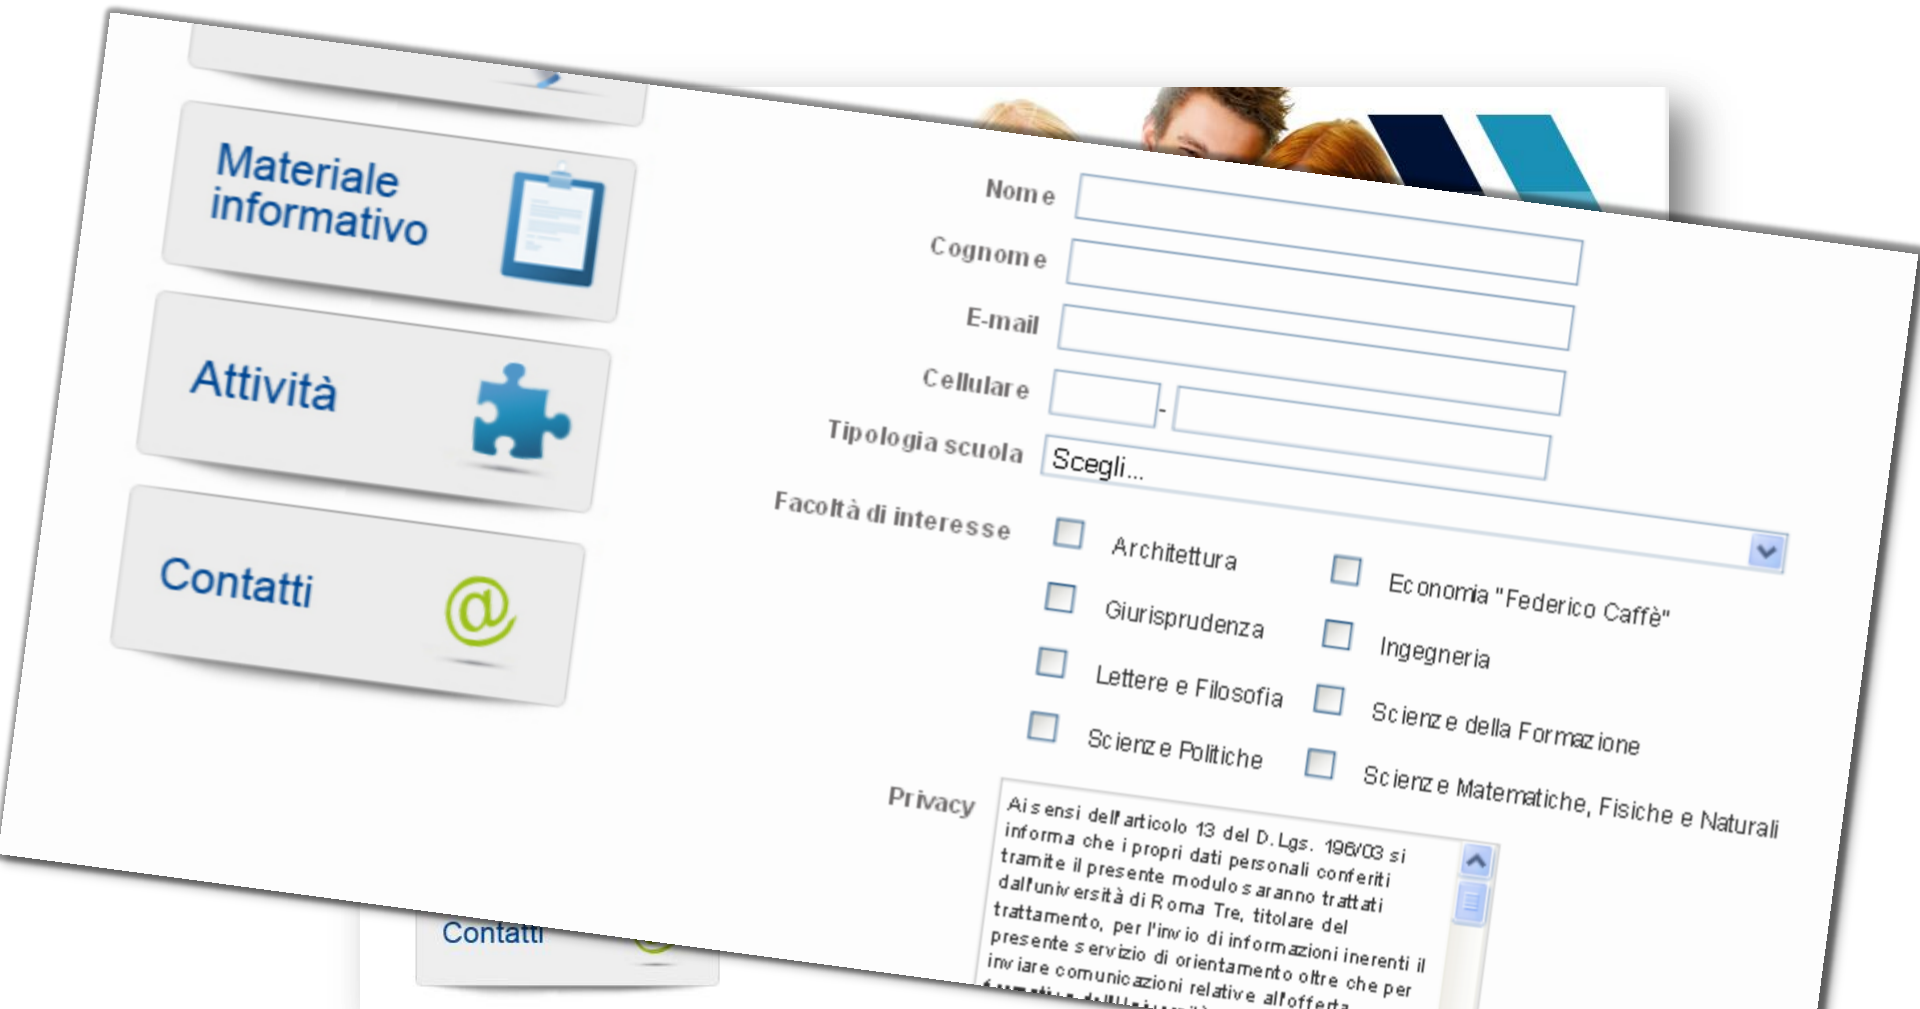 Materiale
informativo
Attività
Contatti
Nome
Cognome
E-mail
Cellulare
-
Tipologia scuola
Scegli...
Facoltà di interesse
Architettura
Economia "Federico Caffè"
Giurisprudenza
Ingegneria
Lettere e Filosofia
Scienze della Formazione
Scienze Politiche
Scienze Matematiche, Fisiche e Naturali
Privacy
Ai sensi dell'articolo 13 del D.Lgs. 196/03 si
informa che i propri dati personali conferiti
tramite il presente modulo saranno trattati
dall'università di Roma Tre, titolare del
trattamento, per l'invio di informazioni inerenti il
presente servizio di orientamento oltre che per
inviare comunicazioni relative all'offerta
Contatti